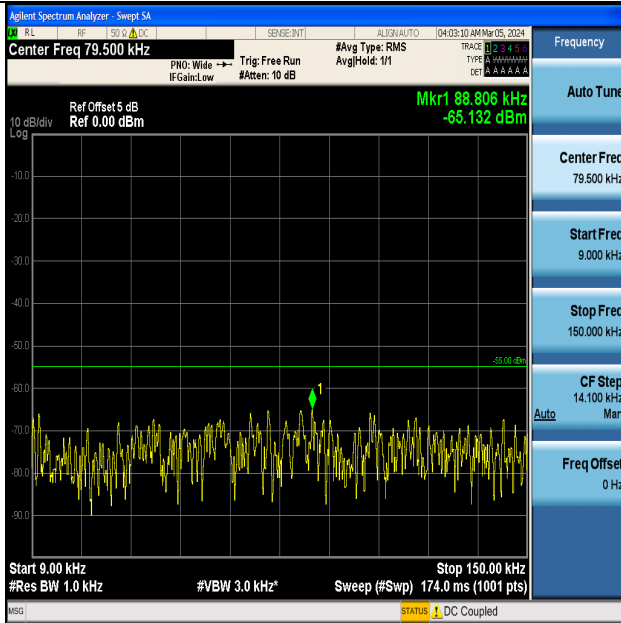 Agilent Spectrum Analyzer - Swept SA
RL RF 50 Ω DC SENSE:INT ALIGN AUTO 04:03:10 AM Mar 05, 2024
Center Freq 79.500 kHz
PNO: Wide
IFGain:Low
Trig: Free Run
#Atten: 10 dB
#Avg Type: RMS
Avg|Hold: 1/1
TRACE 1 2 3 4 5 6
TYPE A WWWWW
DET A A A A A A
Ref Offset 5 dB
Ref 0.00 dBm
10 dB/div
Log
Mkr1 88.806 kHz
-65.132 dBm
-10.0
-20.0
-30.0
-40.0
-50.0
-60.0
-70.0
-80.0
-90.0
-55.00 dBm
1
Start 9.00 kHz
Stop 150.00 kHz
#Res BW 1.0 kHz
#VBW 3.0 kHz*
Sweep (#Swp) 174.0 ms (1001 pts)
MSG
STATUS
DC Coupled
Frequency
Auto Tune
Center Freq
79.500 kHz
Start Freq
9.000 kHz
Stop Freq
150.000 kHz
CF Step
14.100 kHz
Auto Man
Freq Offset
0 Hz